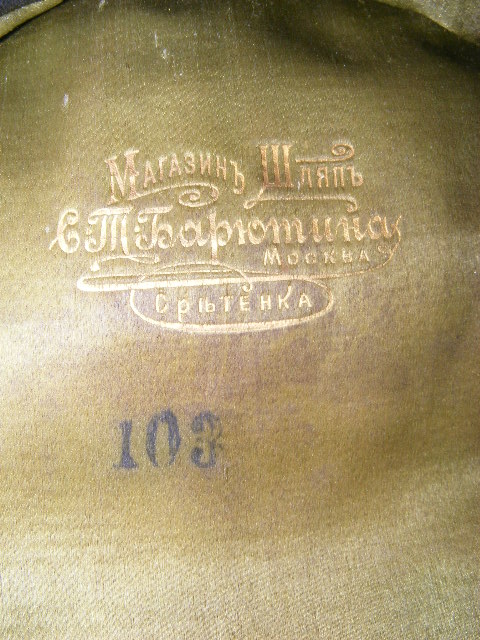 Магазинъ Шляпъ
С.Т.Барютина
Москва
Срѣтенка
103